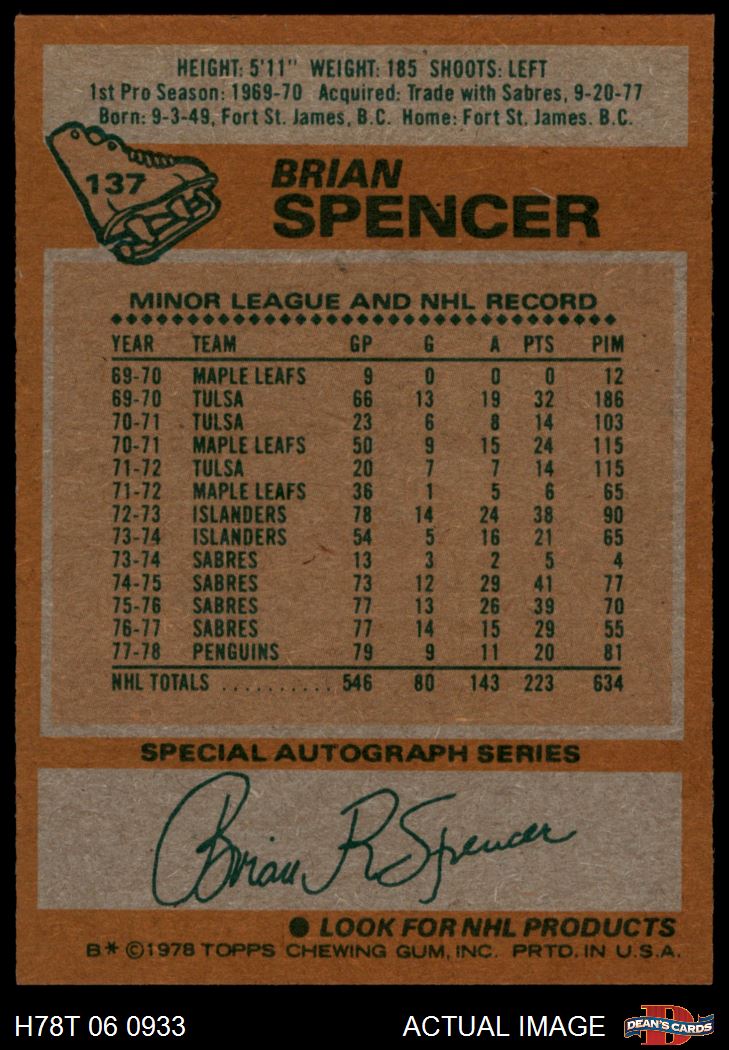 HEIGHT: 5'11" WEIGHT: 185 SHOOTS: LEFT
1st Pro Season: 1969-70 Acquired: Trade with Sabres, 9-20-77
Born: 9-3-49, Fort St. James, B.C. Home: Fort St. James. B.C.
137
BRIAN
SPENCER
MINOR LEAGUE AND NHL RECORD
YEAR TEAM GP G A PTS PIM
69-70 MAPLE LEAFS 9 0 0 0 12
69-70 TULSA 66 13 19 32 186
70-71 TULSA 23 6 8 14 103
70-71 MAPLE LEAFS 50 9 15 24 115
71-72 TULSA 20 7 7 14 115
71-72 MAPLE LEAFS 36 1 5 6 65
72-73 ISLANDERS 78 14 24 38 90
73-74 ISLANDERS 54 5 16 21 65
73-74 SABRES 13 3 2 5 4
74-75 SABRES 73 12 29 41 77
75-76 SABRES 77 13 26 39 70
76-77 SABRES 77 14 15 29 55
77-78 PENGUINS 79 9 11 20 81
NHL TOTALS .......... 546 80 143 223 634
SPECIAL AUTOGRAPH SERIES
Brian R Spencer
● LOOK FOR NHL PRODUCTS
B* ©1978 TOPPS CHEWING GUM, INC. PRTD. IN U.S.A.
H78T 06 0933 ACTUAL IMAGE DEAN'S CARDS